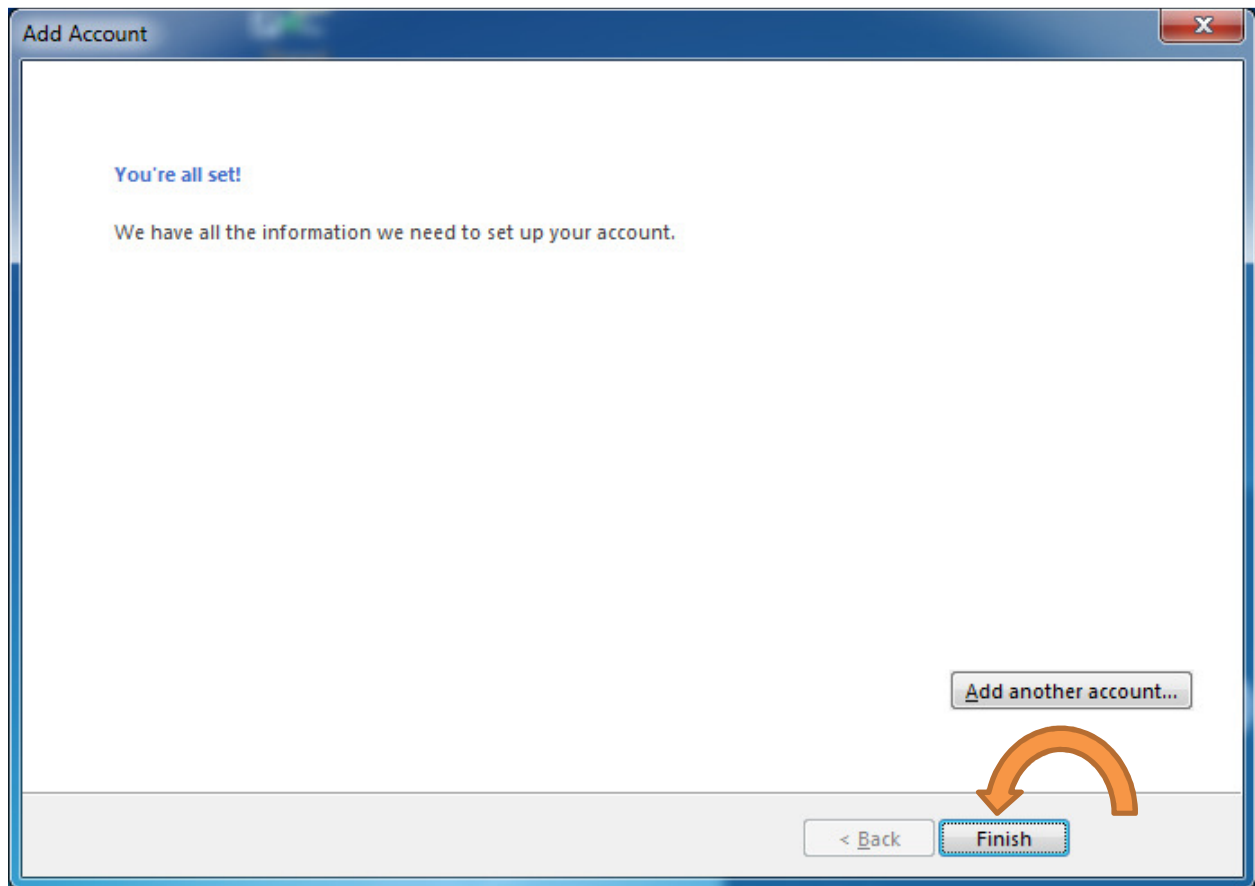 Add Account
X
You're all set!
We have all the information we need to set up your account.
Add another account...
< Back
Finish